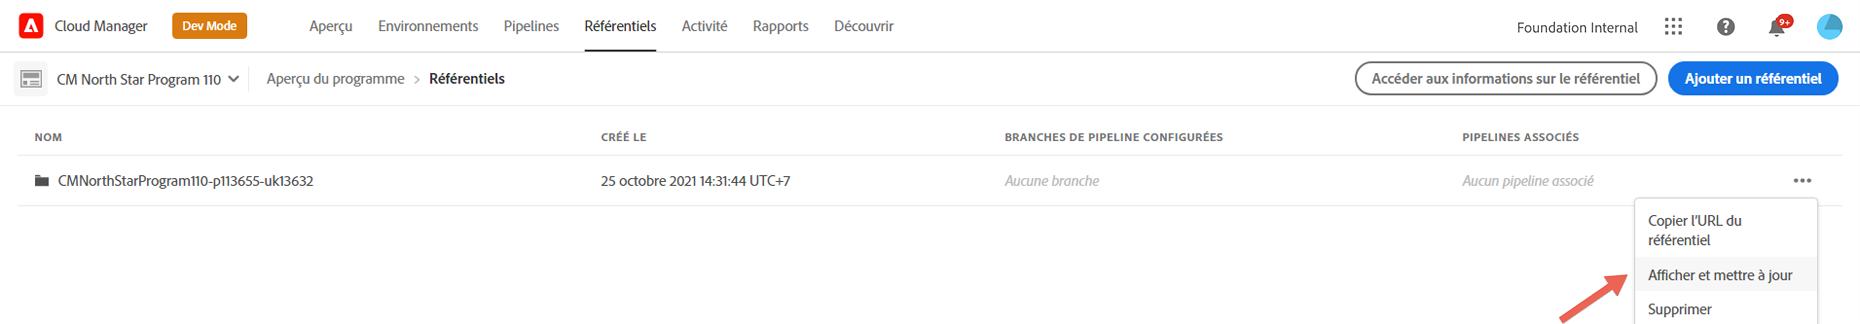 Cloud Manager Dev Mode Aperçu Environnements Pipelines Référentiels Activité Rapports Découvrir Foundation Internal 9+
CM North Star Program 110 Aperçu du programme > Référentiels Accéder aux informations sur le référentiel Ajouter un référentiel
NOM CRÉÉ LE BRANCHES DE PIPELINE CONFIGURÉES PIPELINES ASSOCIÉS
CMNorthStarProgram110-p113655-uk13632 25 octobre 2021 14:31:44 UTC+7 Aucune branche Aucun pipeline associé
Copier l'URL du
référentiel
Afficher et mettre à jour
Supprimer